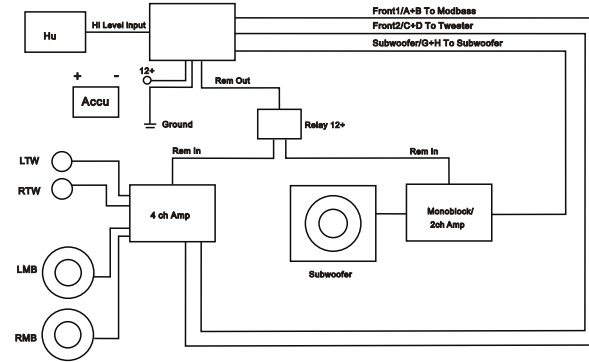 Front1/A+B To Modbass
Hi Level Input
Front2/C+D To Tweeter
Hu
Subwoofer/G+H To Subwoofer
12+
+ -
Rem Out
Accu
Ground
Relay 12+
Rem In
Rem In
LTW
RTW
4 ch Amp
Monoblock/
2ch Amp
Subwoofer
LMB
RMB